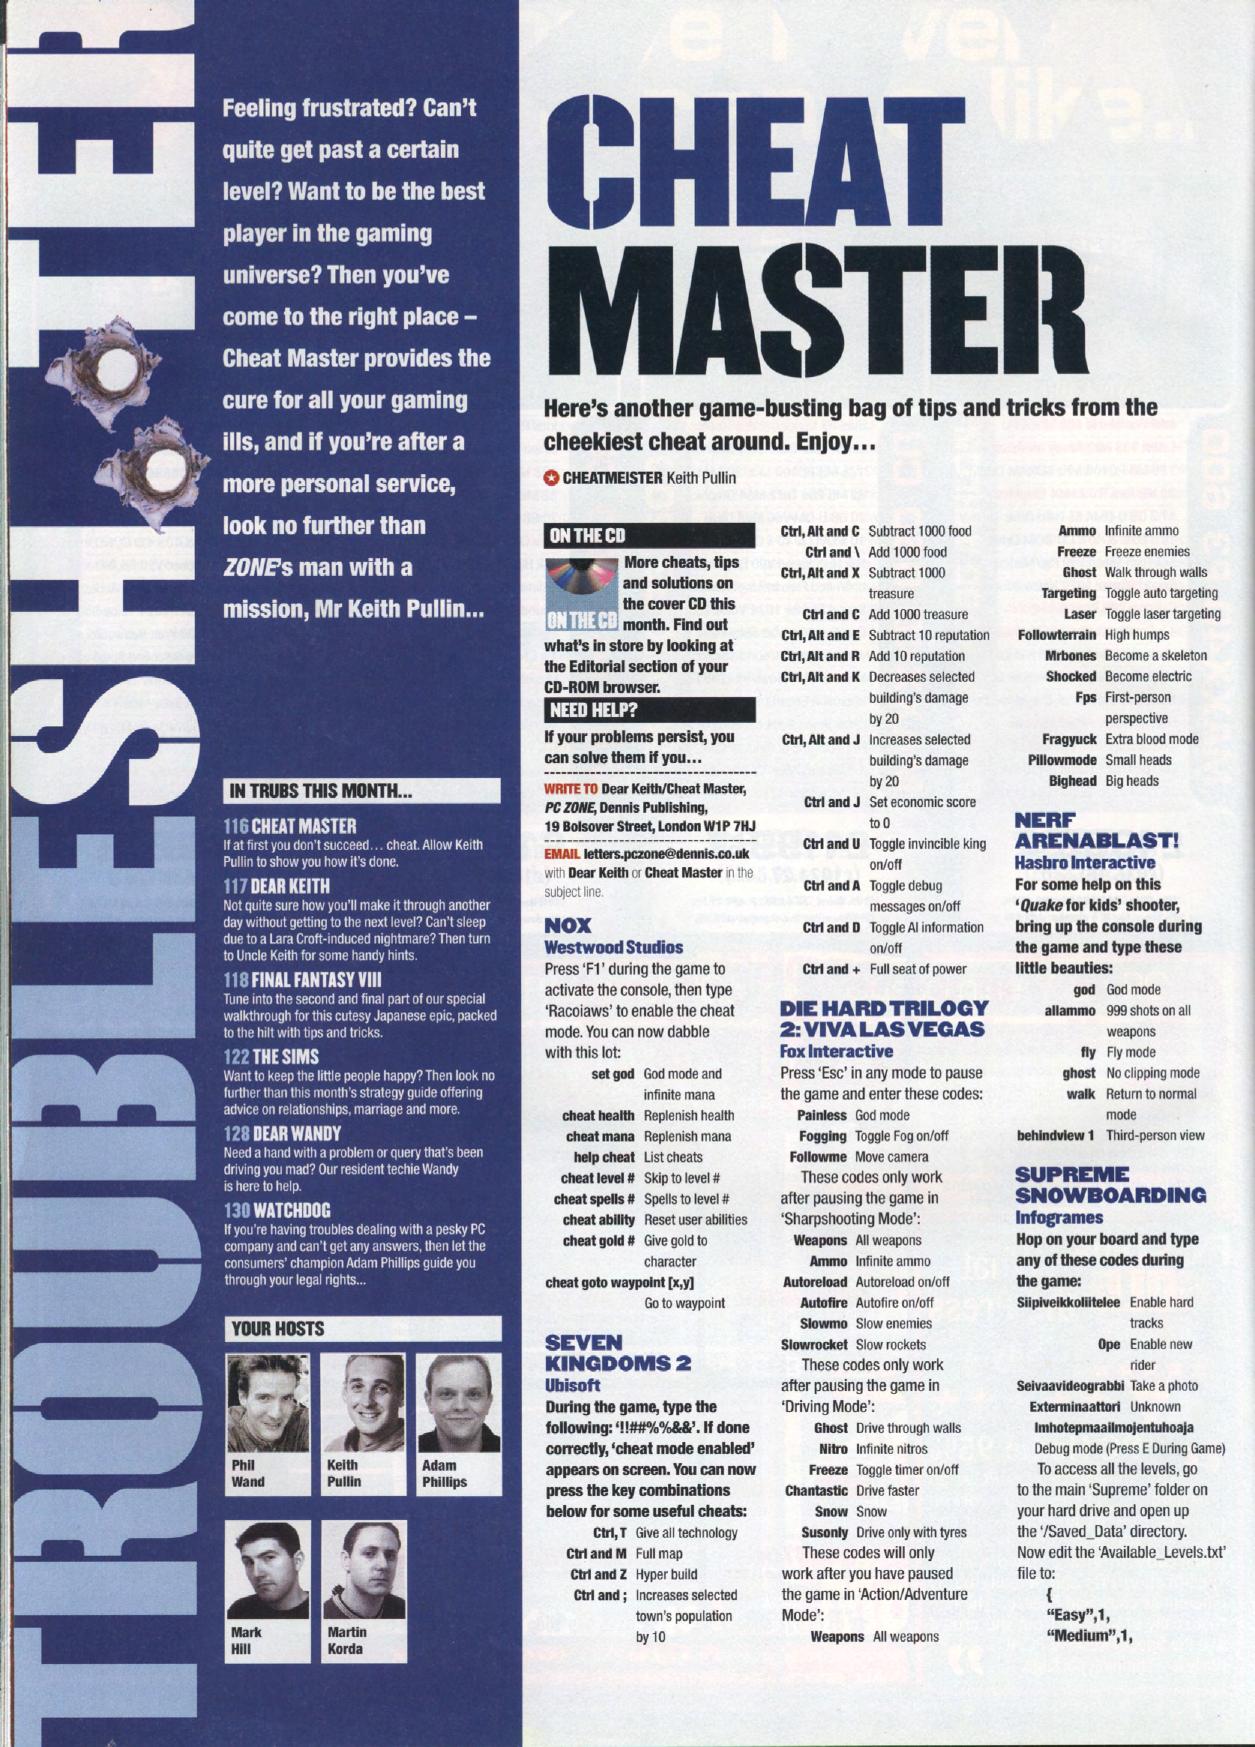 TROUBLESHOOTER
Feeling frustrated? Can't
quite get past a certain
level? Want to be the best
player in the gaming
universe? Then you've
come to the right place –
Cheat Master provides the
cure for all your gaming
ills, and if you're after a
more personal service,
look no further than
ZONE's man with a
mission, Mr Keith Pullin...
IN TRUBS THIS MONTH...
116 CHEAT MASTER
If at first you don't succeed... cheat. Allow Keith
Pullin to show you how it's done.
117 DEAR KEITH
Not quite sure how you'll make it through another
day without getting to the next level? Can't sleep
due to a Lara Croft-induced nightmare? Then turn
to Uncle Keith for some handy hints.
118 FINAL FANTASY VIII
Tune into the second and final part of our special
walkthrough for this cutesy Japanese epic, packed
to the hilt with tips and tricks.
122 THE SIMS
Want to keep the little people happy? Then look no
further than this month's strategy guide offering
advice on relationships, marriage and more.
128 DEAR WANDY
Need a hand with a problem or query that's been
driving you mad? Our resident techie Wandy
is here to help.
130 WATCHDOG
If you're having troubles dealing with a pesky PC
company and can't get any answers, then let the
consumers' champion Adam Phillips guide you
through your legal rights...
YOUR HOSTS
Phil
Wand
Keith
Pullin
Adam
Phillips
Mark
Hill
Martin
Korda
CHEAT
MASTER
Here's another game-busting bag of tips and tricks from the
cheekiest cheat around. Enjoy...
CHEATMEISTER Keith Pullin
ON THE CD
ON THE CD
More cheats, tips
and solutions on
the cover CD this
month. Find out
what's in store by looking at
the Editorial section of your
CD-ROM browser.
NEED HELP?
If your problems persist, you
can solve them if you...
WRITE TO Dear Keith/Cheat Master,
PC ZONE, Dennis Publishing,
19 Bolsover Street, London W1P 7HJ
EMAIL letters.pczone@dennis.co.uk
with Dear Keith or Cheat Master in the
subject line.
NOX
Westwood Studios
Press 'F1' during the game to
activate the console, then type
'Racoiaws' to enable the cheat
mode. You can now dabble
with this lot:
set god God mode and
infinite mana
cheat health Replenish health
cheat mana Replenish mana
help cheat List cheats
cheat level # Skip to level #
cheat spells # Spells to level #
cheat ability Reset user abilities
cheat gold # Give gold to
character
cheat goto waypoint [x,y]
Go to waypoint
SEVEN
KINGDOMS 2
Ubisoft
During the game, type the
following: '!!##%%&&'. If done
correctly, 'cheat mode enabled'
appears on screen. You can now
press the key combinations
below for some useful cheats:
Ctrl, T Give all technology
Ctrl and M Full map
Ctrl and Z Hyper build
Ctrl and ; Increases selected
town's population
by 10
Ctrl, Alt and C Subtract 1000 food
Ctrl and \ Add 1000 food
Ctrl, Alt and X Subtract 1000
treasure
Ctrl and C Add 1000 treasure
Ctrl, Alt and E Subtract 10 reputation
Ctrl, Alt and R Add 10 reputation
Ctrl, Alt and K Decreases selected
building's damage
by 20
Ctrl, Alt and J Increases selected
building's damage
by 20
Ctrl and J Set economic score
to 0
Ctrl and U Toggle invincible king
on/off
Ctrl and A Toggle debug
messages on/off
Ctrl and D Toggle AI information
on/off
Ctrl and + Full seat of power
DIE HARD TRILOGY
2: VIVA LAS VEGAS
Fox Interactive
Press 'Esc' in any mode to pause
the game and enter these codes:
Painless God mode
Fogging Toggle Fog on/off
Followme Move camera
These codes only work
after pausing the game in
'Sharpshooting Mode':
Weapons All weapons
Ammo Infinite ammo
Autoreload Autoreload on/off
Autofire Autofire on/off
Slowmo Slow enemies
Slowrocket Slow rockets
These codes only work
after pausing the game in
'Driving Mode':
Ghost Drive through walls
Nitro Infinite nitros
Freeze Toggle timer on/off
Chantastic Drive faster
Snow Snow
Susonly Drive only with tyres
These codes will only
work after you have paused
the game in 'Action/Adventure
Mode':
Weapons All weapons
Ammo Infinite ammo
Freeze Freeze enemies
Ghost Walk through walls
Targeting Toggle auto targeting
Laser Toggle laser targeting
Followterrain High humps
Mrbones Become a skeleton
Shocked Become electric
Fps First-person
perspective
Fragyuck Extra blood mode
Pillowmode Small heads
Bighead Big heads
NERF
ARENABLAST!
Hasbro Interactive
For some help on this
'Quake for kids' shooter,
bring up the console during
the game and type these
little beauties:
god God mode
allammo 999 shots on all
weapons
fly Fly mode
ghost No clipping mode
walk Return to normal
mode
behindview 1 Third-person view
SUPREME
SNOWBOARDING
Infogrames
Hop on your board and type
any of these codes during
the game:
Siipiveikkoliitelee Enable hard
tracks
Ope Enable new
rider
Seivaavideograbbi Take a photo
Exterminaattori Unknown
Imhotepmaailmojentuhoaja
Debug mode (Press E During Game)
To access all the levels, go
to the main 'Supreme' folder on
your hard drive and open up
the '/Saved_Data' directory.
Now edit the 'Available_Levels.txt'
file to:
{
"Easy",1,
"Medium",1,